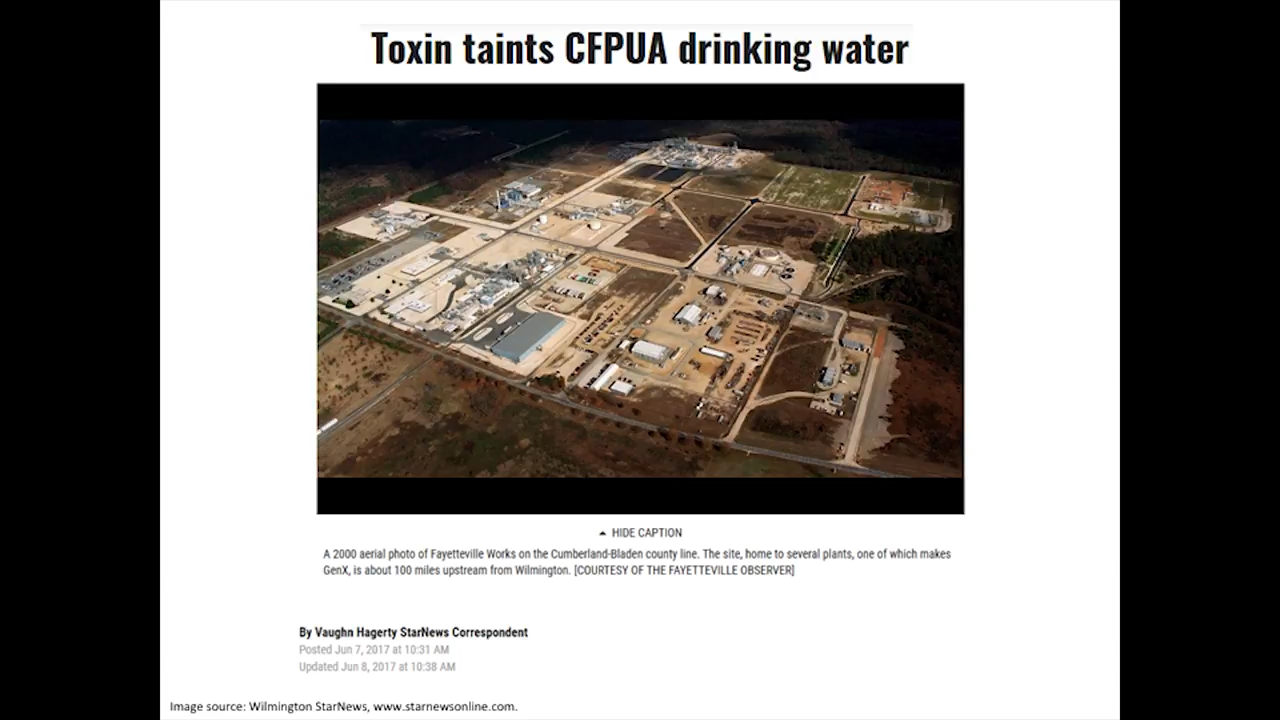 Toxin taints CFPUA drinking water
HIDE CAPTION
A 2000 aerial photo of Fayetteville Works on the Cumberland-Bladen county line. The site, home to several plants, one of which makes
GenX, is about 100 miles upstream from Wilmington. [COURTESY OF THE FAYETTEVILLE OBSERVER]
By Vaughn Hagerty StarNews Correspondent
Posted Jun 7, 2017 at 10:31 AM
Updated Jun 8, 2017 at 10:38 AM
Image source: Wilmington StarNews, www.starnewsonline.com.